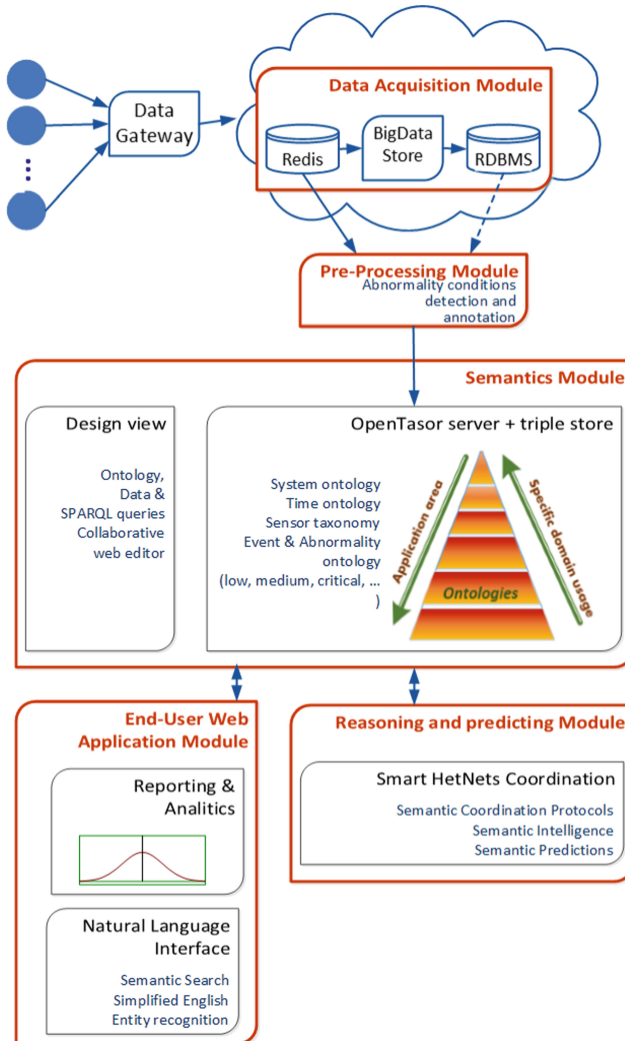 Data Acquisition Module
Data
Gateway
Redis
BigData
Store
RDBMS
Pre-Processing Module
Abnormality conditions
detection and
annotation
Semantics Module
Design view
Ontology,
Data &
SPARQL queries
Collaborative
web editor
OpenTasor server + triple store
System ontology
Time ontology
Sensor taxonomy
Event & Abnormality
ontology
(low, medium, critical, ...
)
Application area
Specific domain usage
Ontologies
End-User Web
Application Module
Reporting &
Analitics
Natural Language
Interface
Semantic Search
Simplified English
Entity recognition
Reasoning and predicting Module
Smart HetNets Coordination
Semantic Coordination Protocols
Semantic Intelligence
Semantic Predictions